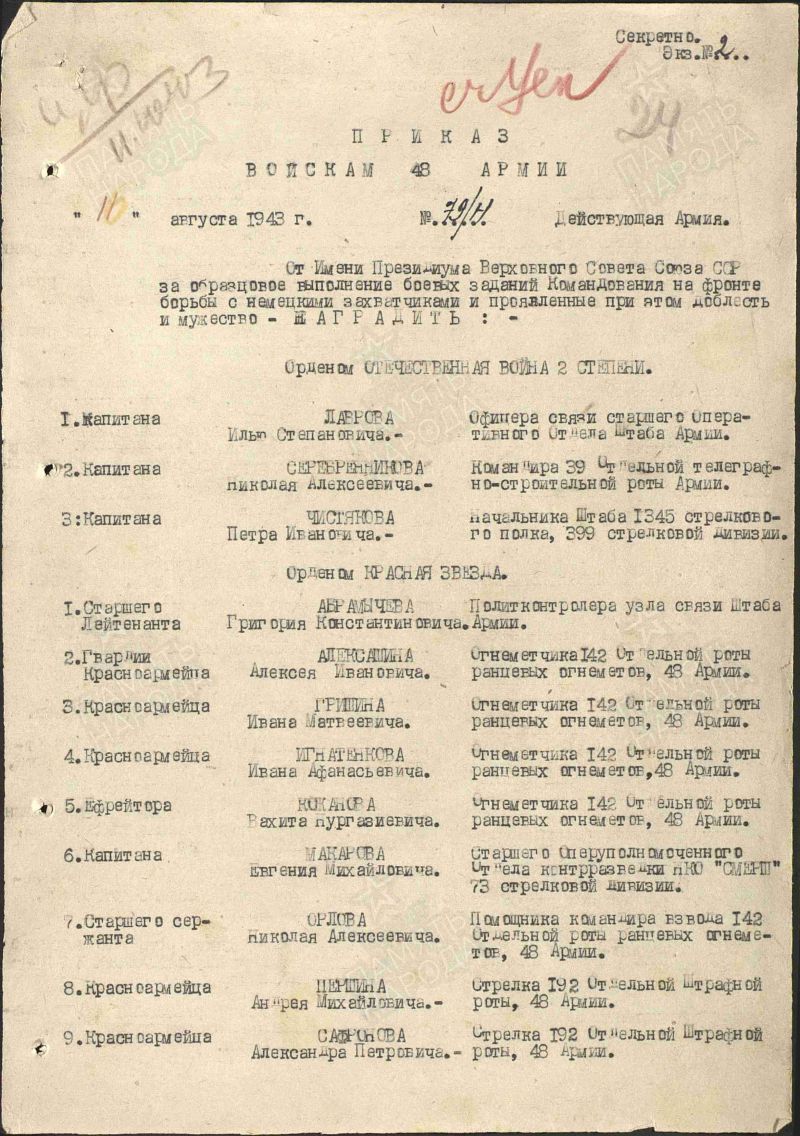 Секретно.
Экз.№ 2..
24
ПРИКАЗ
ВОЙСКАМ 48 АРМИИ
" " августа 1943 г. №.79/Н. Действующая Армия.
От Имени Президиума Верховного Совета Союза ССР
за образцовое выполнение боевых заданий Командования на фронте
борьбы с немецкими захватчиками и проявленные при этом доблесть
и мужество - НАГРАДИТЬ : -
Орденом ОТЕЧЕСТВЕННАЯ ВОЙНА 2 СТЕПЕНИ.
1.Капитана ЛАВРОВА Офицера связи старшего Опера-
Илью Степановича.- тивного Отдела Штаба Армии.
2.Капитана СЕРЕБРЕННИКОВА Командира 39 Отдельной телеграф-
Николая Алексеевича.- но-строительной роты Армии.
3:Капитана ЧИСТЯКОВА Начальника Штаба 1345 стрелково-
Петра Ивановича.- го полка, 399 стрелковой дивизии.
Орденом КРАСНАЯ ЗВЕЗДА.
1.Старшего АБРАМЫЧЕВА Политконтролера узла связи Штаба
Лейтенанта Григория Константиновича. Армии.
2.Гвардии АЛЕКСАШИНА Огнеметчика 142 Отдельной роты
Красноармейца Алексея Ивановича. ранцевых огнеметов, 48 Армии.
3.Красноармейца ГРИШИНА Огнеметчика 142 Отдельной роты
Ивана Матвеевича. ранцевых огнеметов, 48 Армии.
4.Красноармейца ИГНАТЕНКОВА Огнеметчика 142 Отдельной роты
Ивана Афанасьевича. ранцевых огнеметов,48 Армии.
5.Ефрейтора КОКАНОВА Огнеметчика 142 Отдельной роты
Вахита Нургазиевича. ранцевых огнеметов, 48 Армии.
6.Капитана МАКАРОВА Старшего Оперуполномоченного
Евгения Михайловича. Отдела контрразведки НКО "СМЕРШ"
73 стрелковой дивизии.
7.Старшего сер- ОРЛОВА Помощника командира взвода 142
жанта Николая Алексеевича. Отдельной роты ранцевых огнеме-
тов, 48 Армии.
8.Красноармейца ПЕРШИНА Стрелка 192 Отдельной Штрафной
Андрея Михайловича.- роты, 48 Армии.
9.Красноармейца САФРОНОВА Стрелка 192 Отдельной Штрафной
Александра Петровича.- роты, 48 Армии.
ПАМЯТЬ
НАРОДА